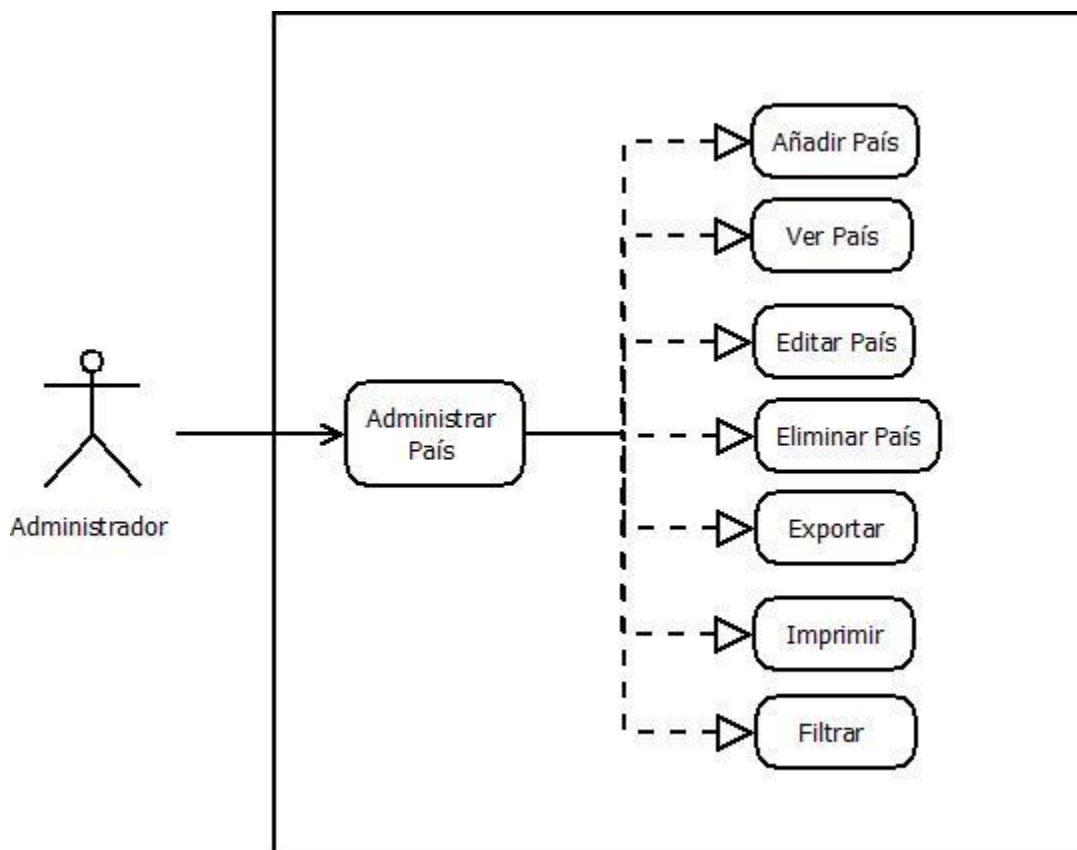 Añadir País
Ver País
Editar País
Administrar
País
Eliminar País
Administrador
Exportar
Imprimir
Filtrar